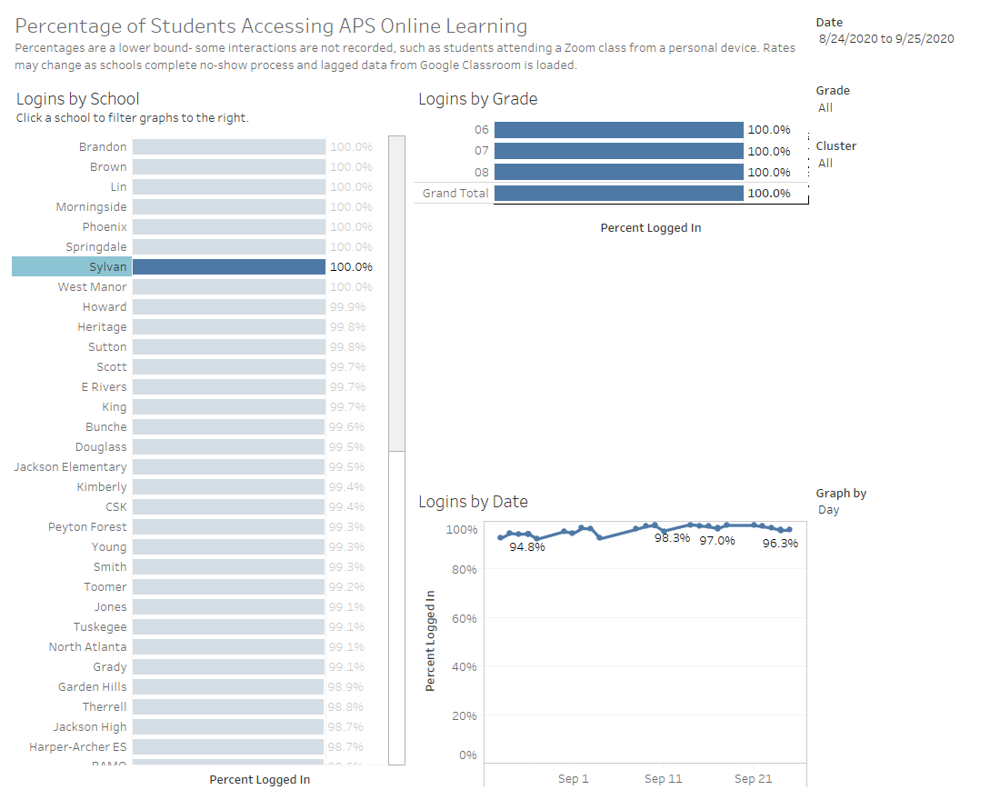 Percentage of Students Accessing APS Online Learning
Percentages are a lower bound- some interactions are not recorded, such as students attending a Zoom class from a personal device. Rates
may change as schools complete no-show process and lagged data from Google Classroom is loaded.
Date
8/24/2020 to 9/25/2020
Grade
All
Cluster
All
Logins by School
Click a school to filter graphs to the right.
Brandon 100.0%
Brown 100.0%
Lin 100.0%
Morningside 100.0%
Phoenix 100.0%
Springdale 100.0%
Sylvan 100.0%
West Manor 100.0%
Howard 99.9%
Heritage 99.8%
Sutton 99.8%
Scott 99.7%
E Rivers 99.7%
King 99.7%
Bunche 99.6%
Douglass 99.5%
Jackson Elementary 99.5%
Kimberly 99.4%
CSK 99.4%
Peyton Forest 99.3%
Young 99.3%
Smith 99.3%
Toomer 99.2%
Jones 99.1%
Tuskegee 99.1%
North Atlanta 99.1%
Grady 99.1%
Garden Hills 98.9%
Therrell 98.8%
Jackson High 98.7%
Harper-Archer ES 98.7%
Percent Logged In
Logins by Grade
06 100.0%
07 100.0%
08 100.0%
Grand Total 100.0%
Percent Logged In
Logins by Date
Graph by
Day
Percent Logged In
100%
80%
60%
40%
20%
0%
94.8%
98.3%
97.0%
96.3%
Sep 1
Sep 11
Sep 21